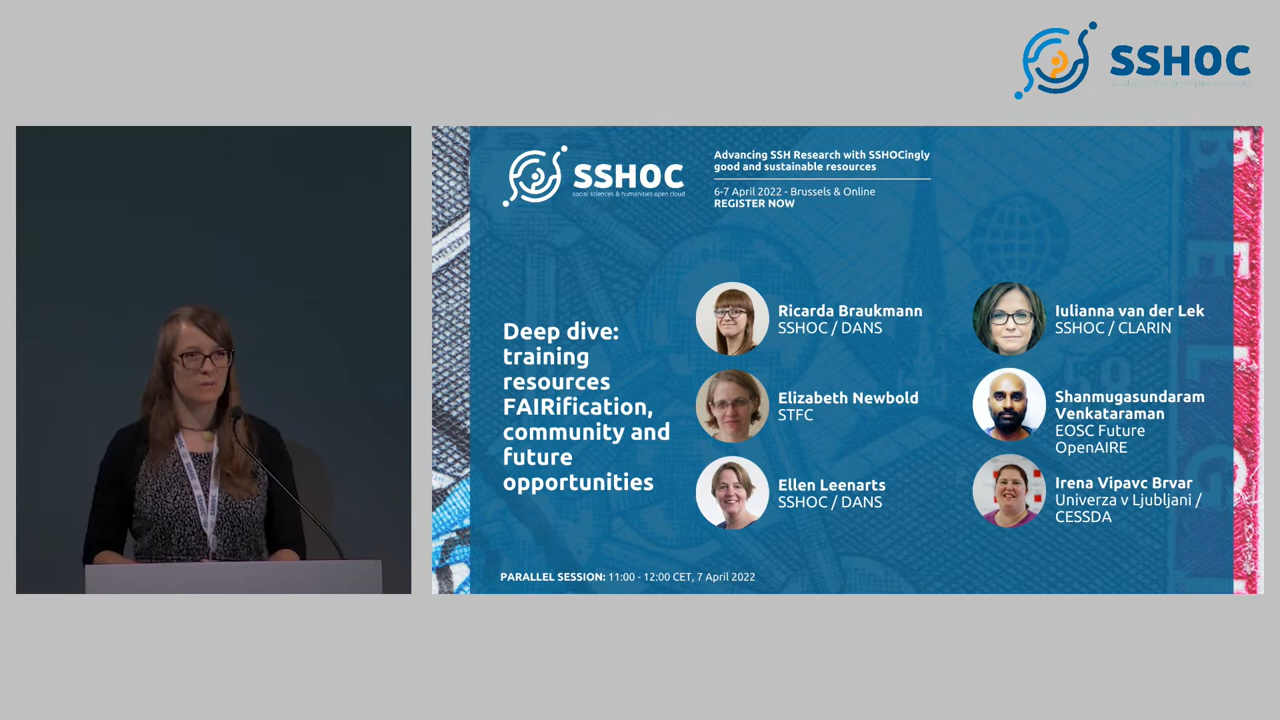 SSHOC
SSHOC
social sciences & humanities open cloud
Advancing SSH Research with SSHOCingly
good and sustainable resources
6-7 April 2022 - Brussels & Online
REGISTER NOW
Deep dive:
training
resources
FAIRification,
community and
future
opportunities
Ricarda Braukmann
SSHOC / DANS
Elizabeth Newbold
STFC
Ellen Leenarts
SSHOC / DANS
Iulianna van der Lek
SSHOC / CLARIN
Shanmugasundaram
Venkataraman
EOSC Future
OpenAIRE
Irena Vipavc Brvar
Univerza v Ljubljani /
CESSDA
PARALLEL SESSION: 11:00 - 12:00 CET, 7 April 2022